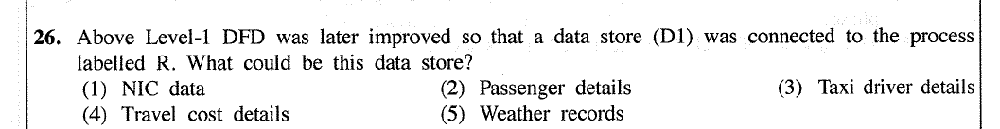 26. Above Level-1 DFD was later improved so that a data store (D1) was connected to the process
labelled R. What could be this data store?
(1) NIC data (2) Passenger details (3) Taxi driver details
(4) Travel cost details (5) Weather records